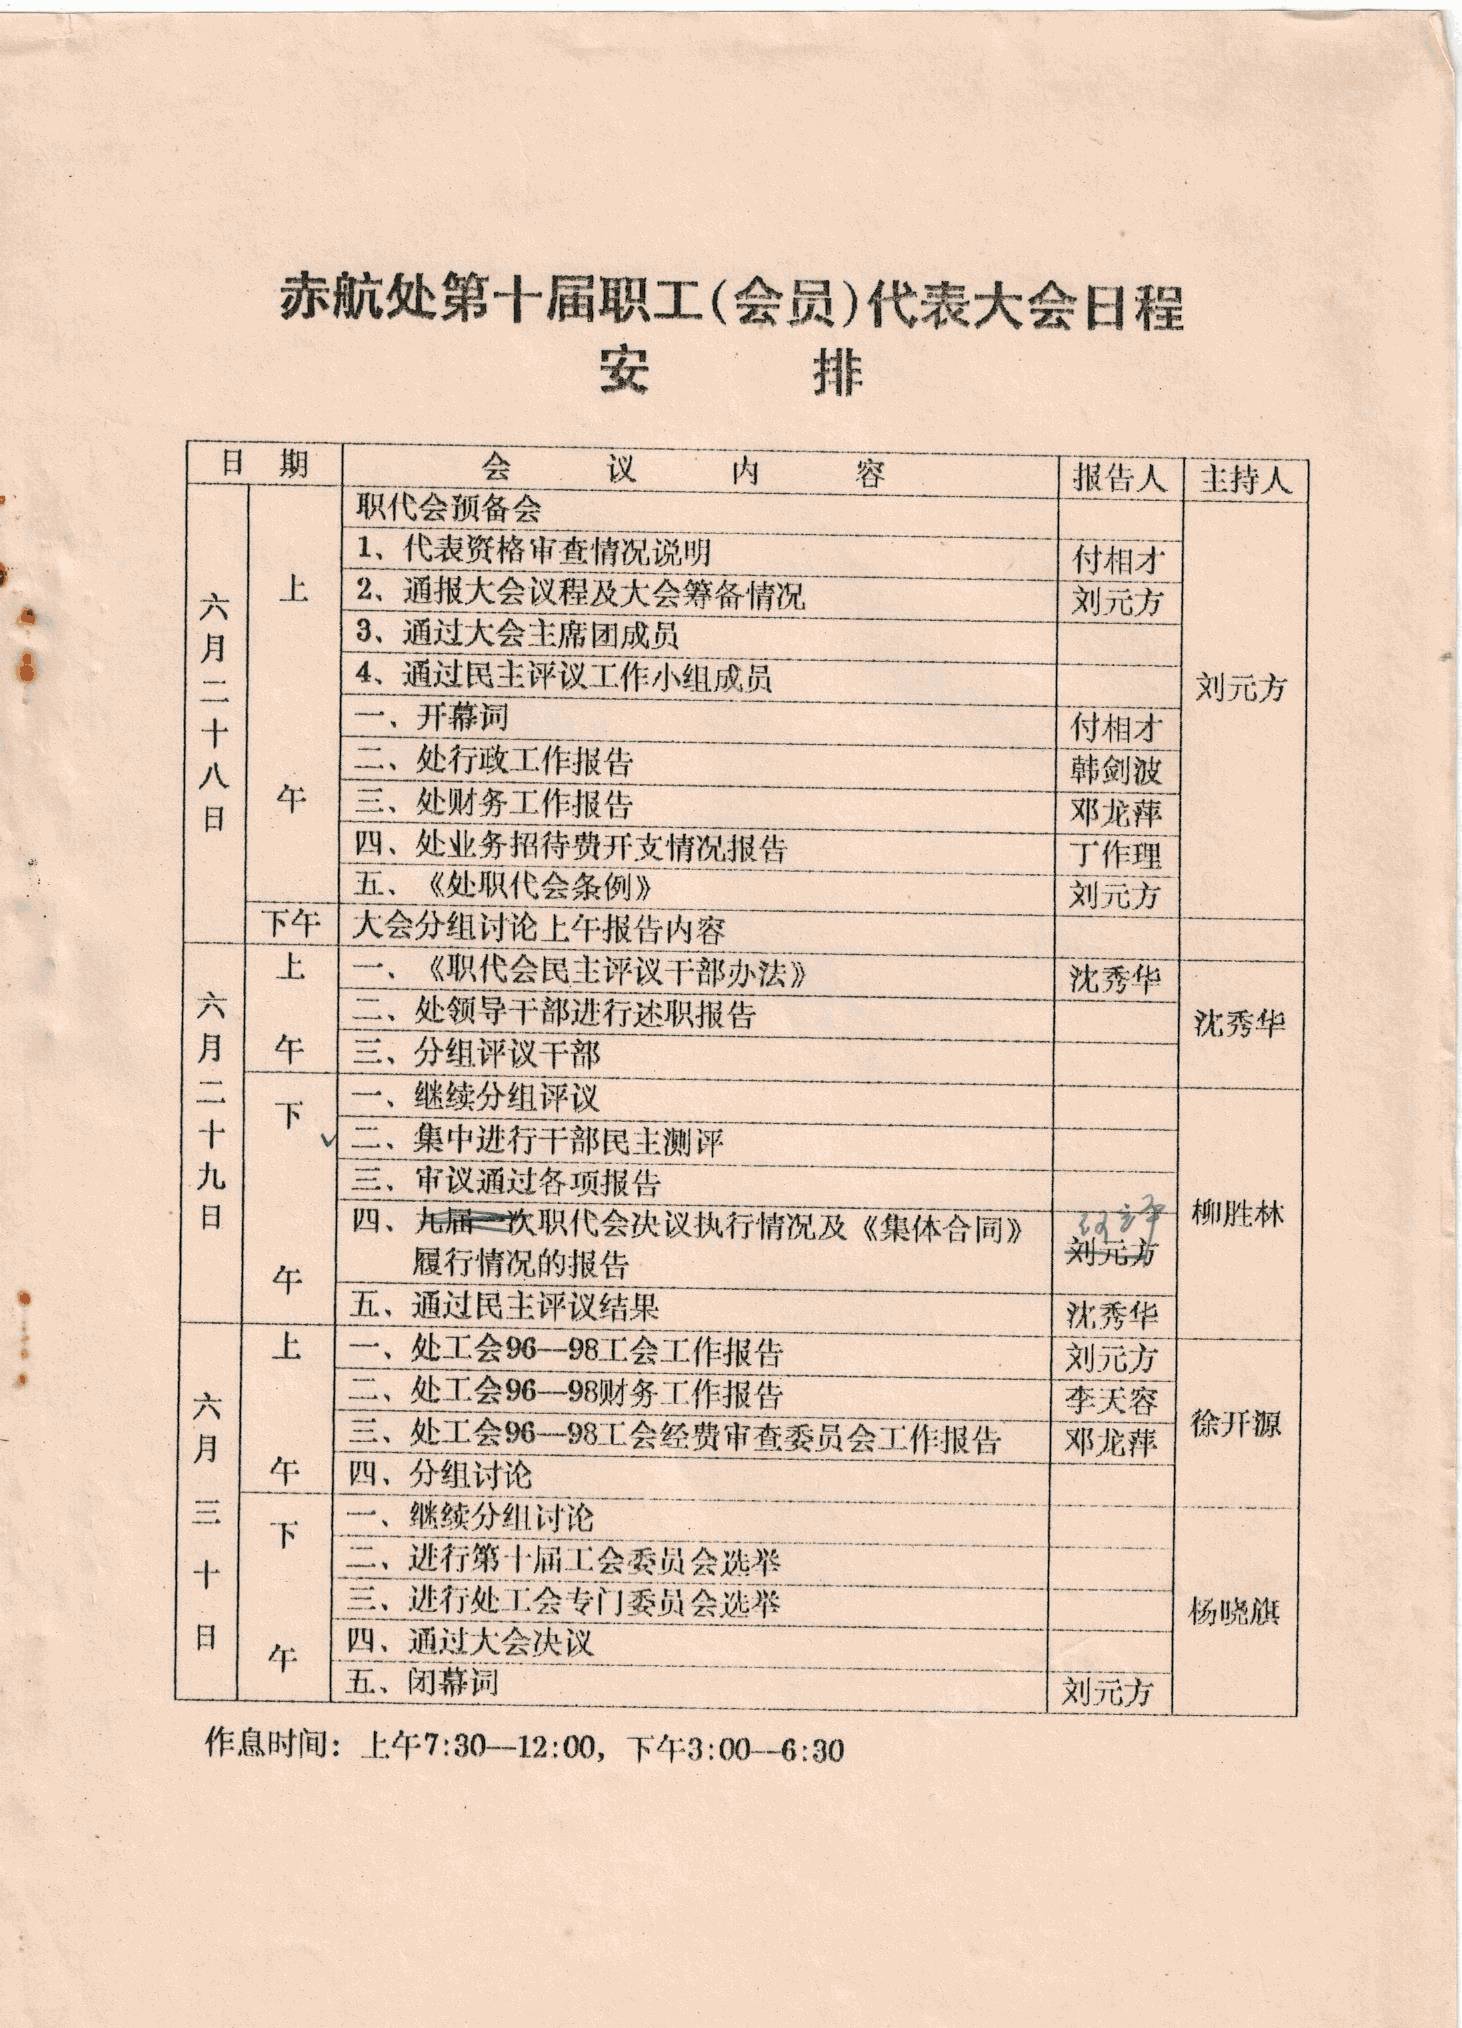 赤航处第十届职工(会员)代表大会日程
安 排
日 期 会 议 内 容 报告人 主持人
六月二十八日 上午 职代会预备会 刘元方
1、代表资格审查情况说明 付相才
2、通报大会议程及大会筹备情况 刘元方
3、通过大会主席团成员
4、通过民主评议工作小组成员
一、开幕词 付相才
二、处行政工作报告 韩剑波
三、处财务工作报告 邓龙萍
四、处业务招待费开支情况报告 丁作理
五、《处职代会条例》 刘元方
下午 大会分组讨论上午报告内容
六月二十九日 上午 一、《职代会民主评议干部办法》 沈秀华 沈秀华
二、处领导干部进行述职报告
三、分组评议干部
下午 一、继续分组评议 柳胜林
二、集中进行干部民主测评
三、审议通过各项报告
四、九届一次职代会决议执行情况及《集体合同》
履行情况的报告 刘元方
五、通过民主评议结果 沈秀华
六月三十日 上午 一、处工会96—98工会工作报告 刘元方 徐开源
二、处工会96—98财务工作报告 李天容
三、处工会96—98工会经费审查委员会工作报告 邓龙萍
四、分组讨论
下午 一、继续分组讨论 杨晓旗
二、进行第十届工会委员会选举
三、进行处工会专门委员会选举
四、通过大会决议
五、闭幕词 刘元方
作息时间：上午7:30—12:00，下午3:00—6:30